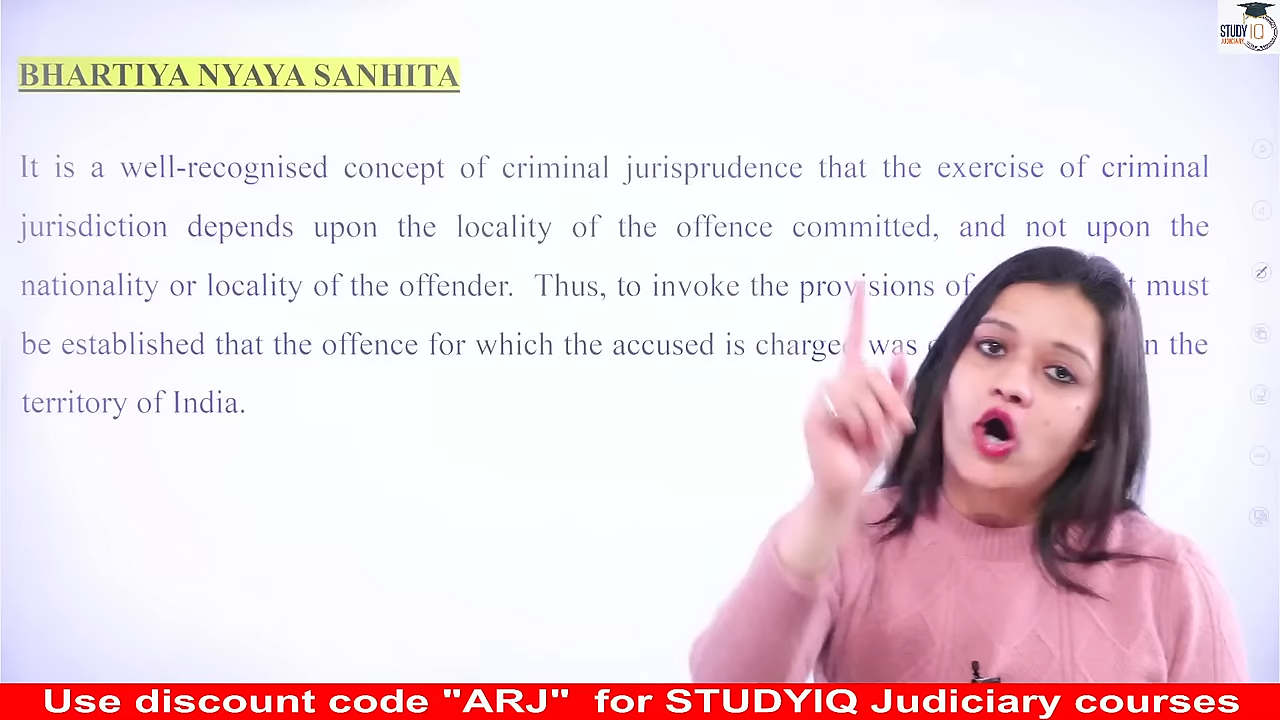 STUDY IQ
JUDICIARY
BHARTIYA NYAYA SANHITA
It is a well-recognised concept of criminal jurisprudence that the exercise of criminal
jurisdiction depends upon the locality of the offence committed, and not upon the
nationality or locality of the offender. Thus, to invoke the provisions of must
be established that the offence for which the accused is charged was the
territory of India.
Use discount code "ARJ" for STUDYIQ Judiciary courses